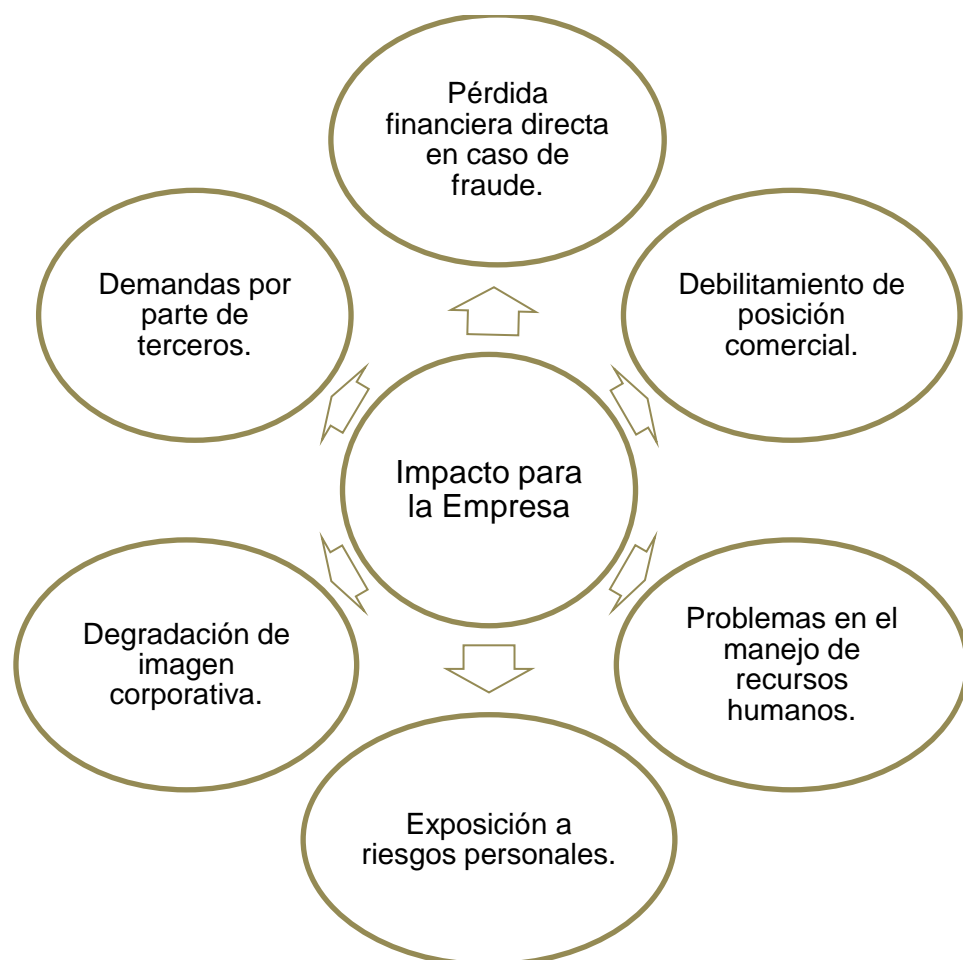 Pérdida
financiera directa
en caso de
fraude.
Demandas por
parte de
terceros.
Debilitamiento de
posición
comercial.
Impacto para
la Empresa
Degradación de
imagen
corporativa.
Problemas en el
manejo de
recursos
humanos.
Exposición a
riesgos personales.